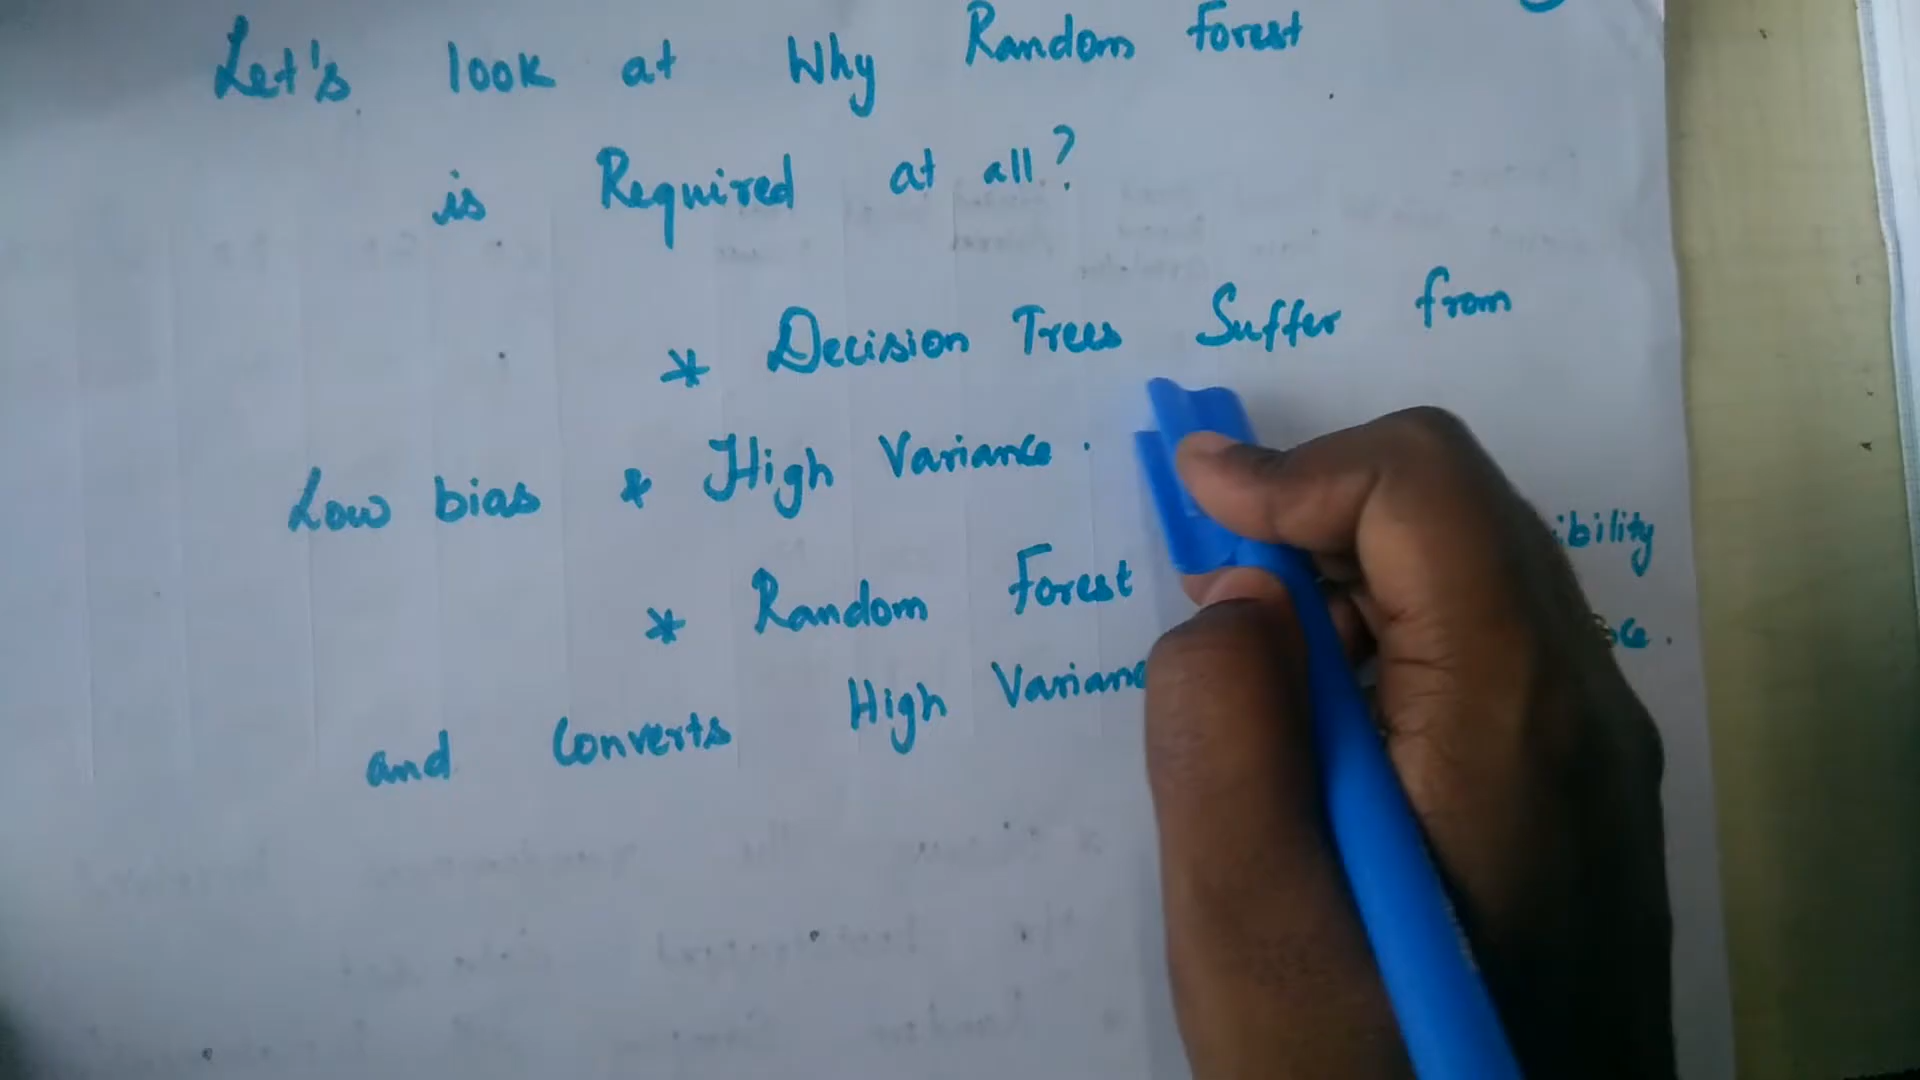 Let's look at Why Random Forest
is Required at all?
* Decision Trees Suffer from
Low bias * High Variance.
* Random Forest
and Converts High